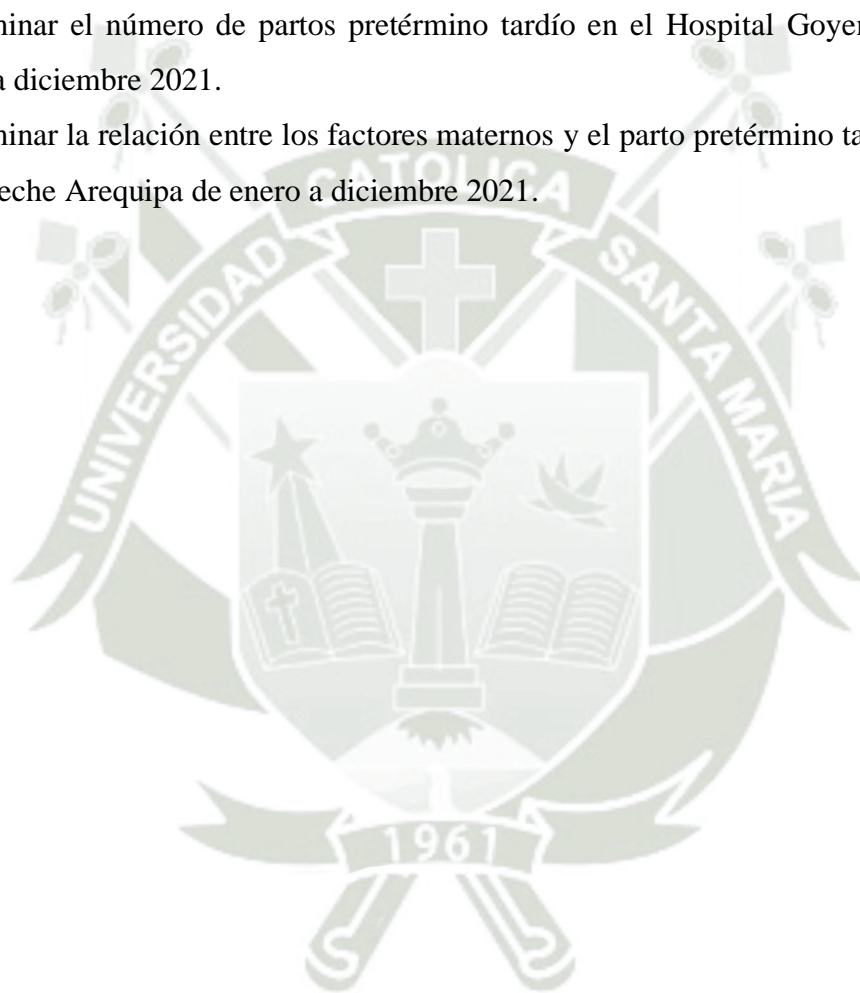 minar el número de partos pretérmino tardío en el Hospital Goye
a diciembre 2021.
minar la relación entre los factores maternos y el parto pretérmino ta
eche Arequipa de enero a diciembre 2021.
CATOLICA
UNIVERSIDAD
SANTA MARIA
1961